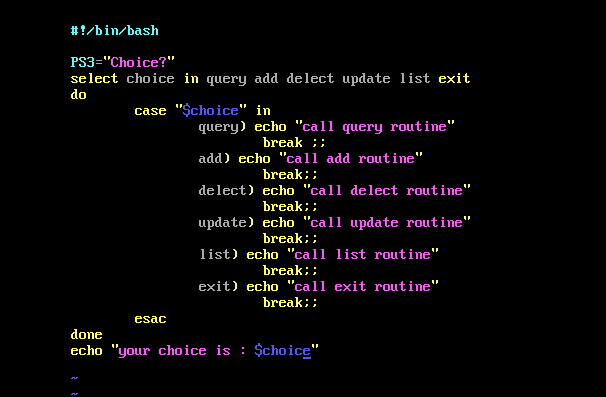 #!/bin/bash
PS3="Choice?"
select choice in query add delect update list exit
do
case "$choice" in
query) echo "call query routine"
break ;;
add) echo "call add routine"
break;;
delect) echo "call delect routine"
break;;
update) echo "call update routine"
break;;
list) echo "call list routine"
break;;
exit) echo "call exit routine"
break;;
esac
done
echo "your choice is : $choice"
~
~